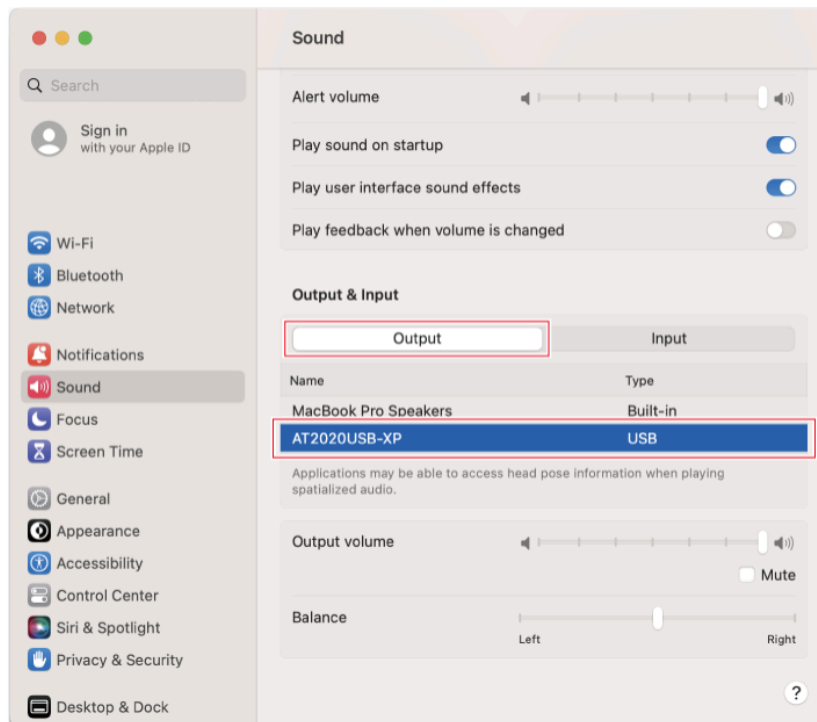 Sound
Search
Sign in
with your Apple ID
Wi-Fi
Bluetooth
Network
Notifications
Sound
Focus
Screen Time
General
Appearance
Accessibility
Control Center
Siri & Spotlight
Privacy & Security
Desktop & Dock
Alert volume
Play sound on startup
Play user interface sound effects
Play feedback when volume is changed
Output & Input
Output Input
Name Type
MacBook Pro Speakers Built-in
AT2020USB-XP USB
Applications may be able to access head pose information when playing
spatialized audio.
Output volume
Mute
Balance
Left Right
?